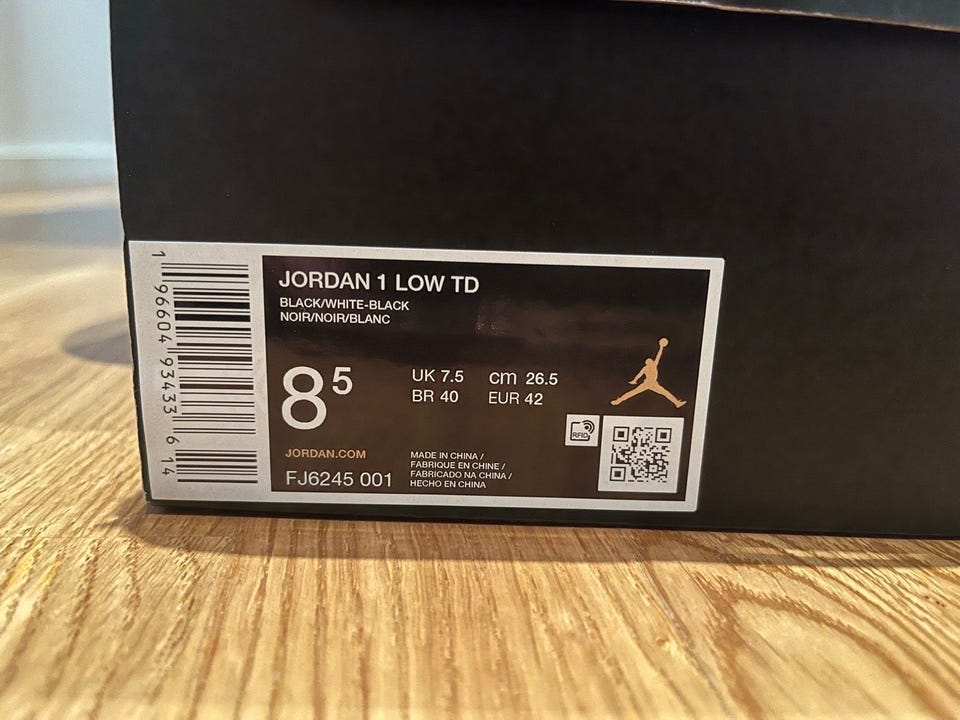 JORDAN 1 LOW TD
BLACK/WHITE-BLACK
NOIR/NOIR/BLANC
8⁵
UK 7.5 cm 26.5
BR 40 EUR 42
JORDAN.COM
FJ6245 001
MADE IN CHINA /
FABRIQUE EN CHINE /
FABRICADO NA CHINA /
HECHO EN CHINA
RFID
1 96604 93433 6 14